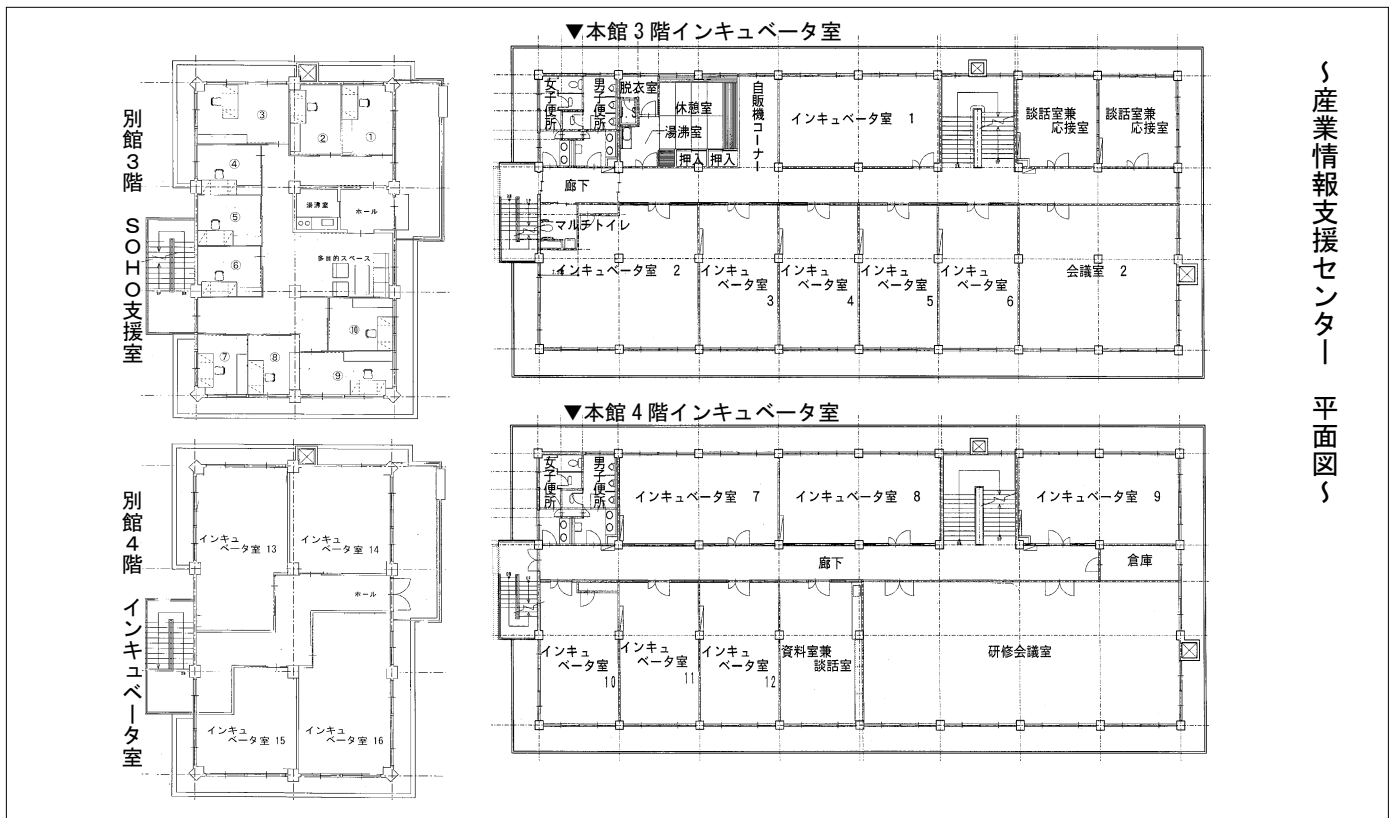 ～産業情報支援センター　平面図～
▼本館3階インキュベータ室
女子便所
男子便所
脱衣室
S
休憩室
湯沸室
押入
押入
自販機コーナー
インキュベータ室 1
談話室兼
応接室
談話室兼
応接室
廊下
マルチトイレ
インキュベータ室 2
インキュ
ベータ室
3
インキュ
ベータ室
4
インキュ
ベータ室
5
インキュ
ベータ室
6
会議室 2
▼本館4階インキュベータ室
女子便所
男子便所
インキュベータ室 7
インキュベータ室 8
インキュベータ室 9
廊下
倉庫
インキュ
ベータ室
10
インキュ
ベータ室
11
インキュ
ベータ室
12
資料室兼
談話室
研修会議室
別館3階　SOHO支援室
③
②
①
④
湯沸室
ホール
⑤
⑥
多目的スペース
⑩
⑦
⑧
⑨
別館4階　インキュベータ室
インキュ
ベータ室 13
インキュ
ベータ室 14
ホール
インキュ
ベータ室 15
インキュ
ベータ室 16